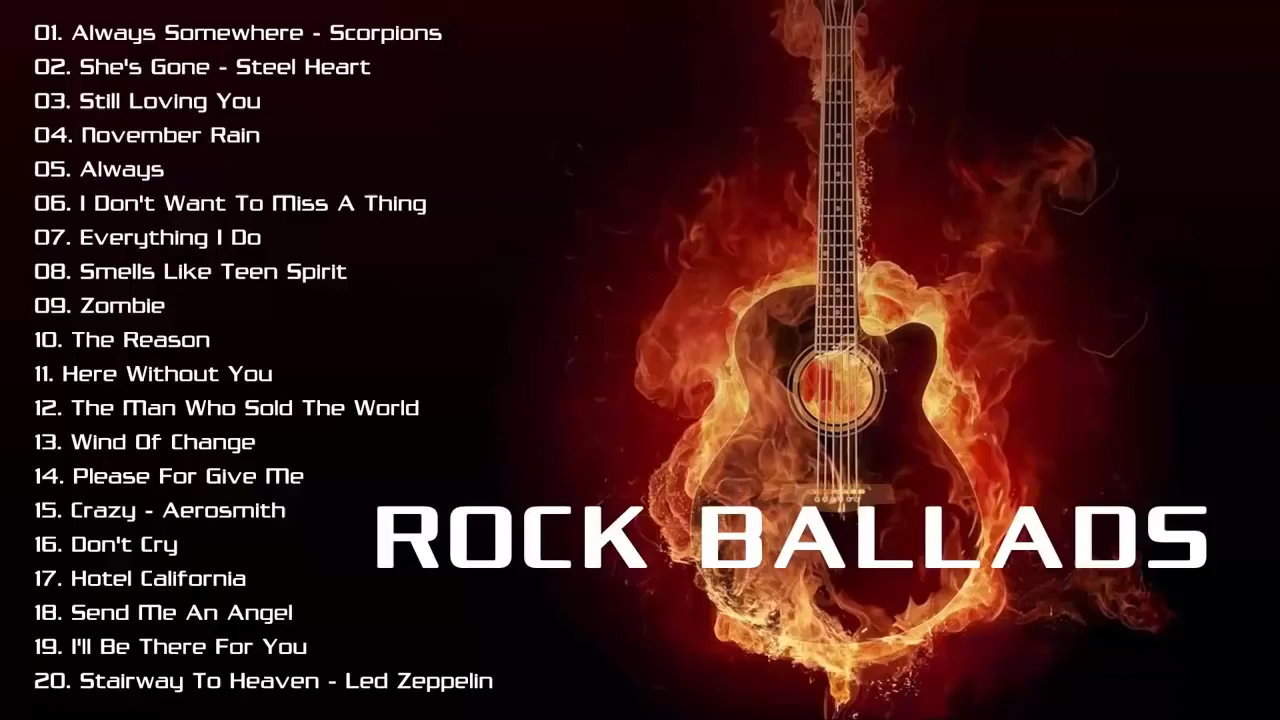 01. Always Somewhere - Scorpions
02. She's Gone - Steel Heart
03. Still Loving You
04. November Rain
05. Always
06. I Don't Want To Miss A Thing
07. Everything I Do
08. Smells Like Teen Spirit
09. Zombie
10. The Reason
11. Here Without You
12. The Man Who Sold The World
13. Wind Of Change
14. Please For Give Me
15. Crazy - Aerosmith
16. Don't Cry
17. Hotel California
18. Send Me An Angel
19. I'll Be There For You
20. Stairway To Heaven - Led Zeppelin
ROCK BALLADS